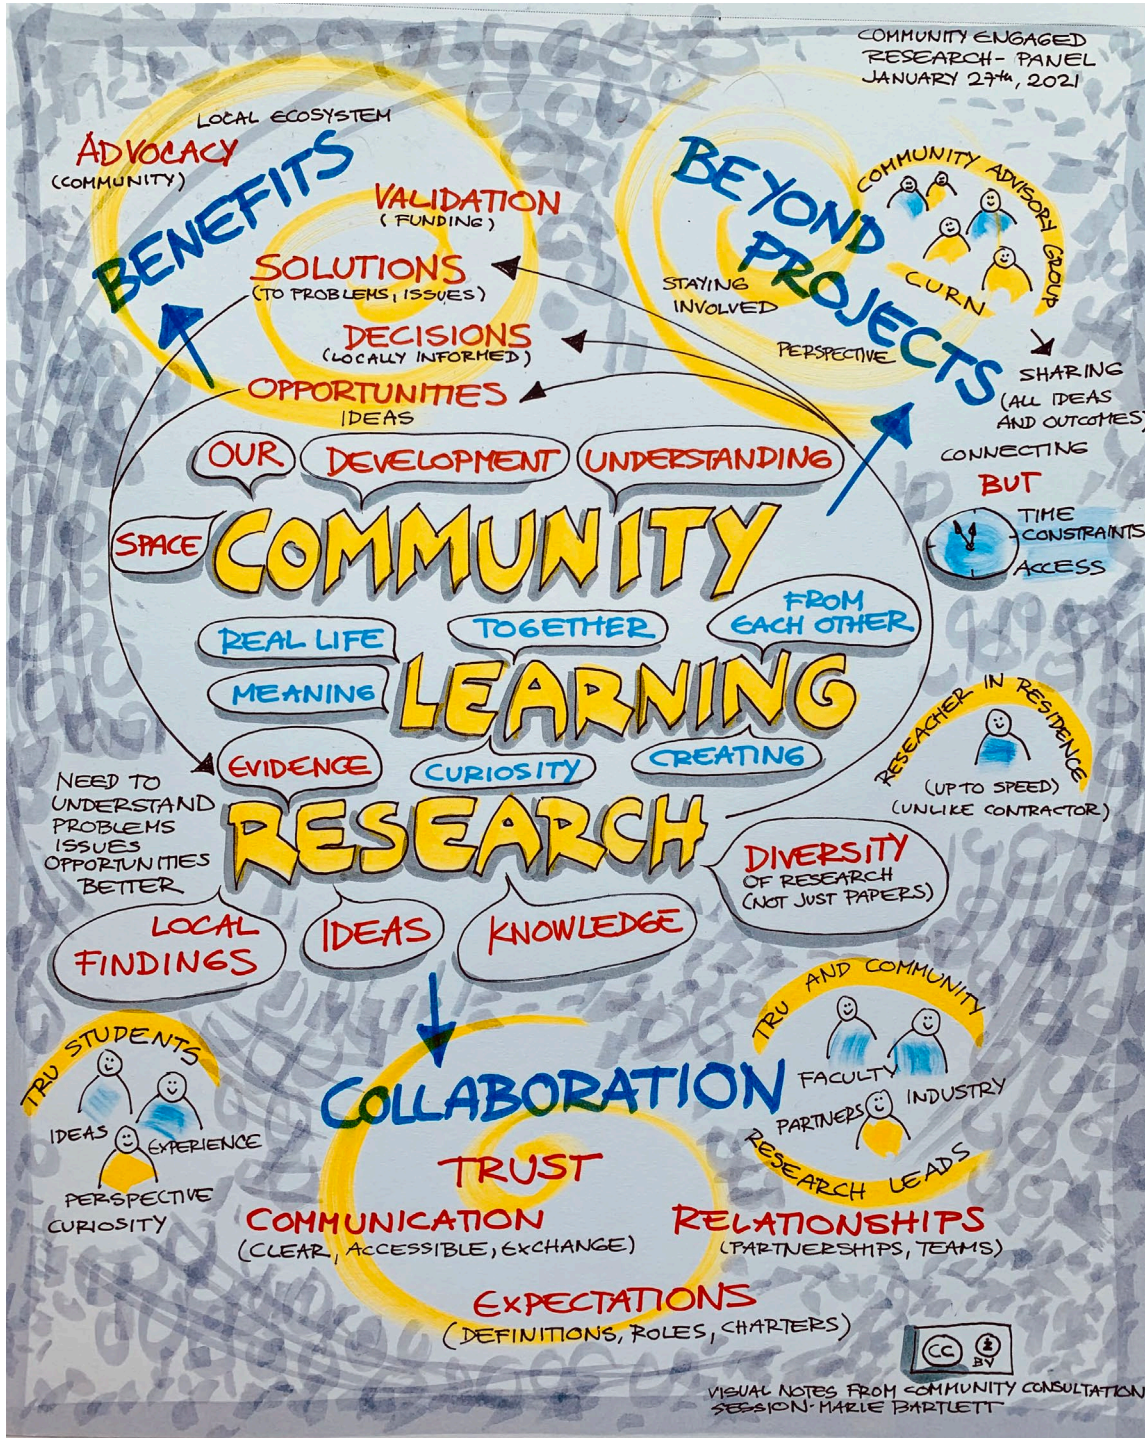 COMMUNITY ENGAGED
RESEARCH - PANEL
JANUARY 27th, 2021
LOCAL ECOSYSTEM
ADVOCACY
(COMMUNITY)
BENEFITS
VALIDATION
(FUNDING)
SOLUTIONS
(TO PROBLEMS, ISSUES)
DECISIONS
(LOCALLY INFORMED)
OPPORTUNITIES
IDEAS
BEYOND
PROJECTS
STAYING
INVOLVED
PERSPECTIVE
COMMUNITY ADVISORY GROUP
CURN
SHARING
(ALL IDEAS
AND OUTCOMES)
CONNECTING
BUT
TIME
CONSTRAINTS
ACCESS
OUR
DEVELOPMENT
UNDERSTANDING
SPACE
COMMUNITY
REAL LIFE
TOGETHER
FROM
EACH OTHER
MEANING
LEARNING
EVIDENCE
CURIOSITY
CREATING
RESEARCH
RESEACHER IN RESIDENCE
(UP TO SPEED)
(UNLIKE CONTRACTOR)
NEED TO
UNDERSTAND
PROBLEMS
ISSUES
OPPORTUNITIES
BETTER
DIVERSITY
OF RESEARCH
(NOT JUST PAPERS)
LOCAL
FINDINGS
IDEAS
KNOWLEDGE
TRU STUDENTS
IDEAS
EXPERIENCE
PERSPECTIVE
CURIOSITY
COLLABORATION
TRUST
COMMUNICATION
(CLEAR, ACCESSIBLE, EXCHANGE)
RELATIONSHIPS
(PARTNERSHIPS, TEAMS)
EXPECTATIONS
(DEFINITIONS, ROLES, CHARTERS)
TRU AND COMMUNITY
FACULTY
INDUSTRY
PARTNERS
RESEARCH LEADS
CC
BY
VISUAL NOTES FROM COMMUNITY CONSULTATION
SESSION - MARIE BARTLETT